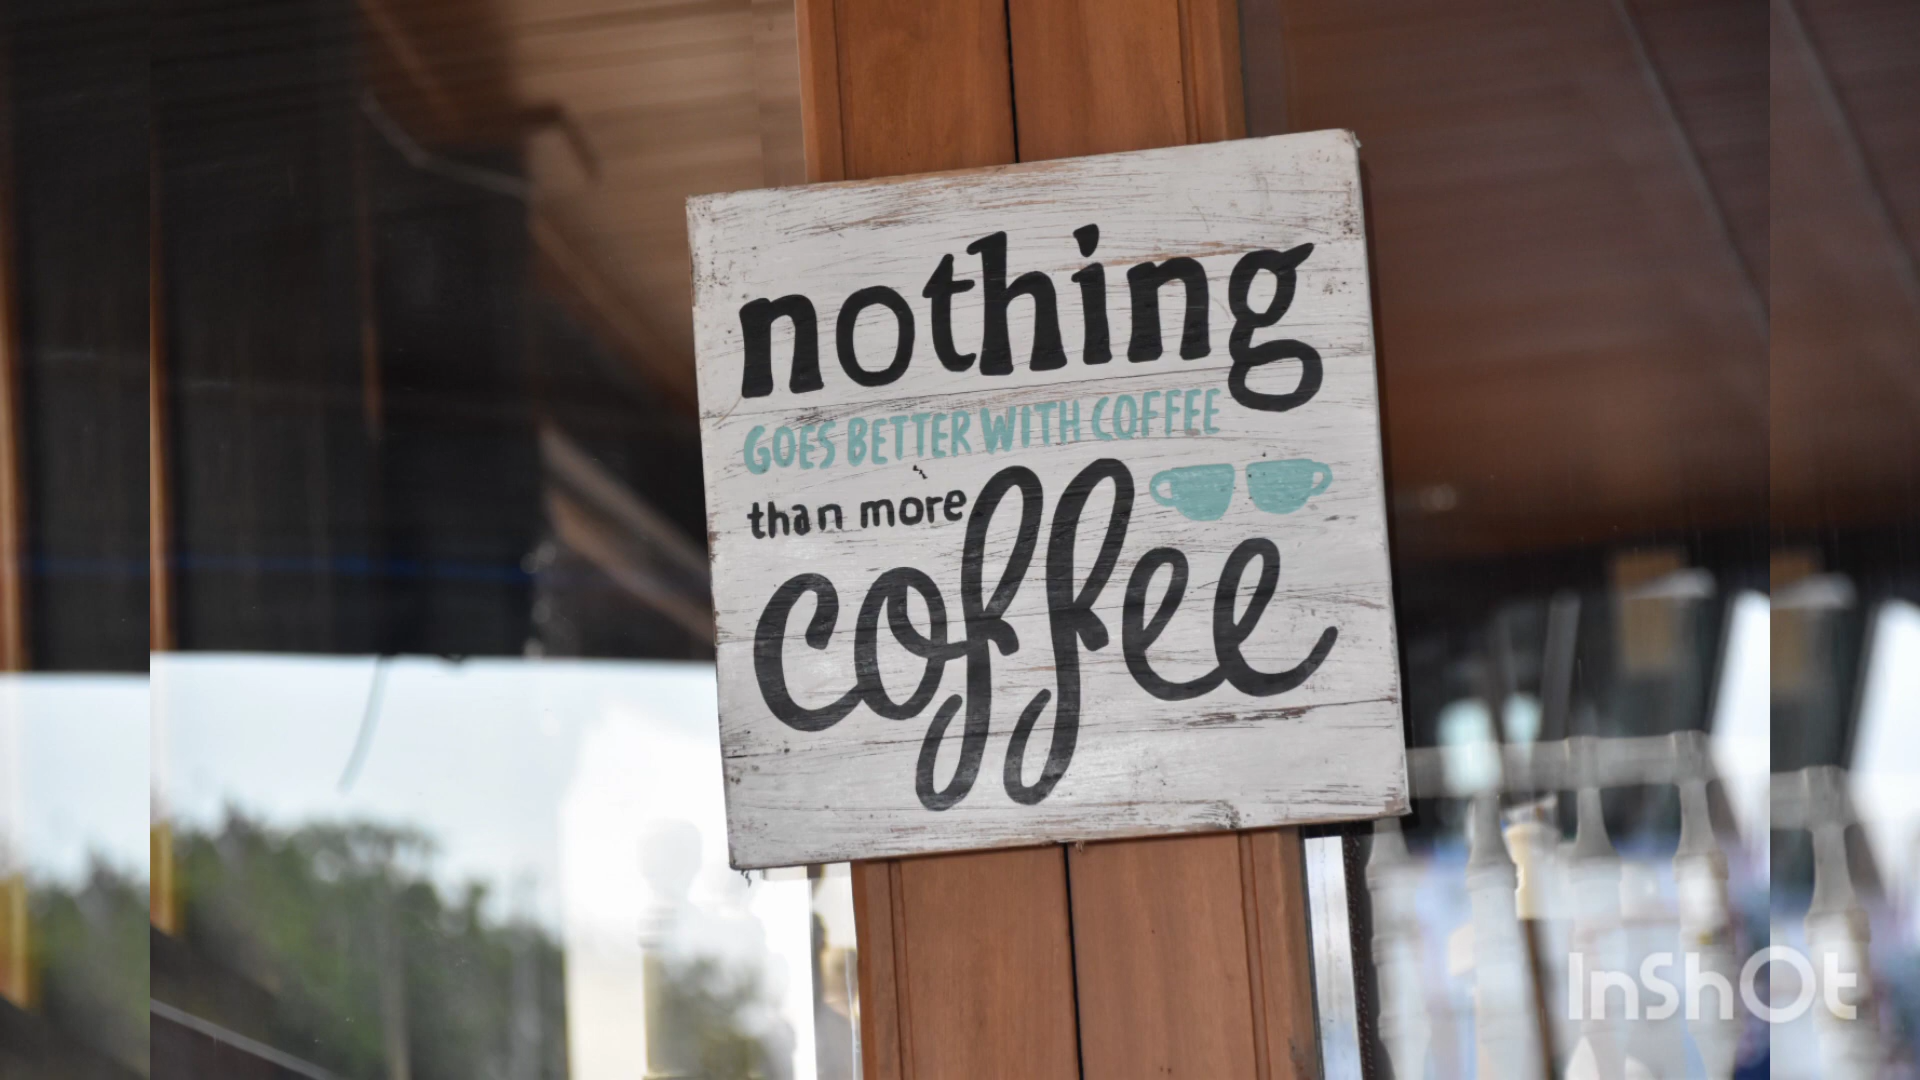 nothing
GOES BETTER WITH COFFEE
than more
coffee
InShOt